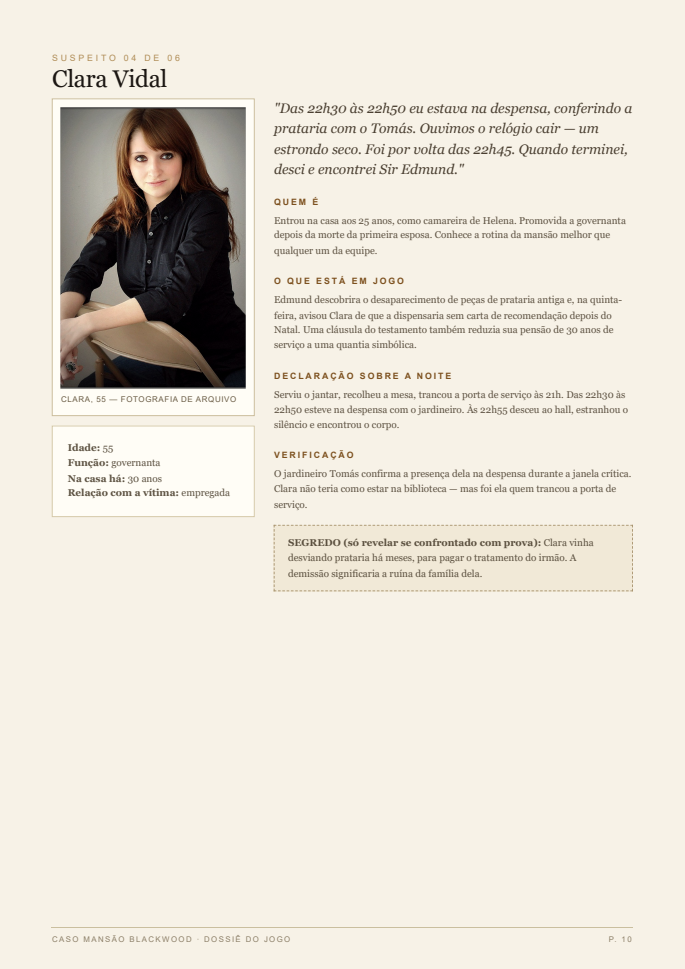 SUSPEITO 04 DE 06
Clara Vidal
CLARA, 55 — FOTOGRAFIA DE ARQUIVO
Idade: 55
Função: governanta
Na casa há: 30 anos
Relação com a vítima: empregada
"Das 22h30 às 22h50 eu estava na despensa, conferindo a
prataria com o Tomás. Ouvimos o relógio cair — um
estrondo seco. Foi por volta das 22h45. Quando terminei,
desci e encontrei Sir Edmund."
QUEM É
Entrou na casa aos 25 anos, como camareira de Helena. Promovida a governanta
depois da morte da primeira esposa. Conhece a rotina da mansão melhor que
qualquer um da equipe.
O QUE ESTÁ EM JOGO
Edmund descobrira o desaparecimento de peças de prataria antiga e, na quinta-
feira, avisou Clara de que a dispensaria sem carta de recomendação depois do
Natal. Uma cláusula do testamento também reduzia sua pensão de 30 anos de
serviço a uma quantia simbólica.
DECLARAÇÃO SOBRE A NOITE
Serviu o jantar, recolheu a mesa, trancou a porta de serviço às 21h. Das 22h30 às
22h50 esteve na despensa com o jardineiro. Às 22h55 desceu ao hall, estranhou o
silêncio e encontrou o corpo.
VERIFICAÇÃO
O jardineiro Tomás confirma a presença dela na despensa durante a janela crítica.
Clara não teria como estar na biblioteca — mas foi ela quem trancou a porta de
serviço.
SEGREDO (só revelar se confrontado com prova): Clara vinha
desviando prataria há meses, para pagar o tratamento do irmão. A
demissão significaria a ruína da família dela.
CASO MANSÃO BLACKWOOD · DOSSIÊ DO JOGO
P. 10